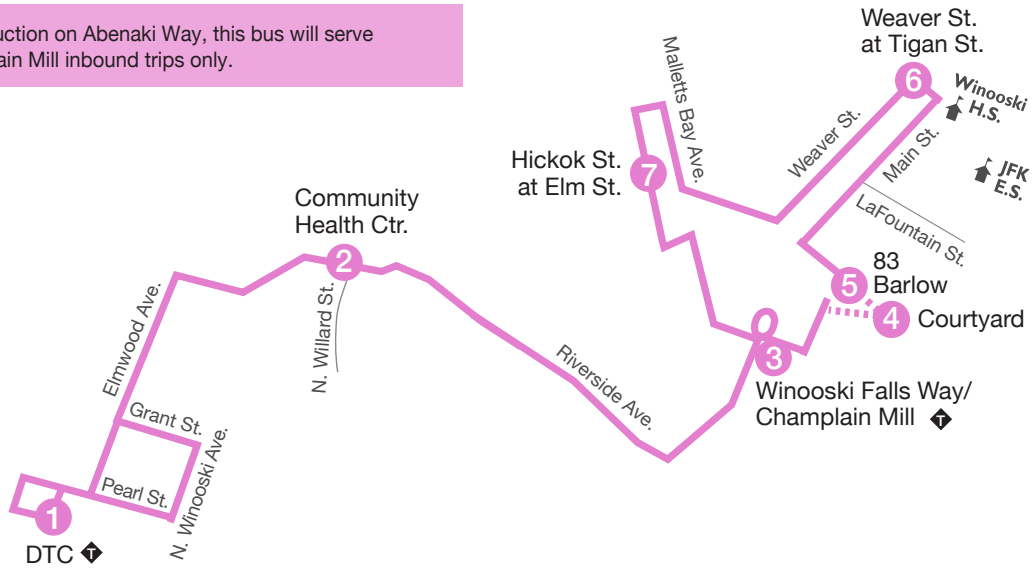 uction on Abenaki Way, this bus will serve
ain Mill inbound trips only.
Weaver St.
at Tigan St.
6
Winooski
H.S.
JFK
E.S.
Malletts Bay Ave.
Weaver St.
Main St.
LaFountain St.
Hickok St.
at Elm St.
7
Community
Health Ctr.
2
N. Willard St.
83
Barlow
5
4
Courtyard
3
Winooski Falls Way/
Champlain Mill T
Riverside Ave.
Elmwood Ave.
Grant St.
N. Winooski Ave.
Pearl St.
1
DTC T